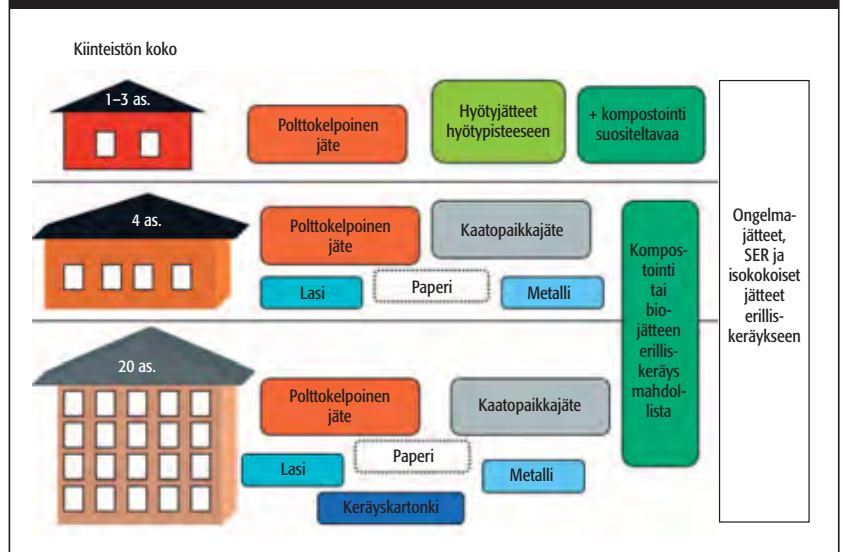 Kiinteistön koko
1–3 as.
Polttokelpoinen
jäte
Hyötyjätteet
hyötypisteeseen
+ kompostointi
suositeltavaa
4 as.
Polttokelpoinen
jäte
Kaatopaikkajäte
Lasi
Paperi
Metalli
20 as.
Polttokelpoinen
jäte
Kaatopaikkajäte
Lasi
Paperi
Metalli
Keräyskartonki
Kompos-
tointi
tai
bio-
jätteen
erillis-
keräys
mahdol-
lista
Ongelma-
jätteet,
SER ja
isokokoiset
jätteet
erillis-
keräykseen